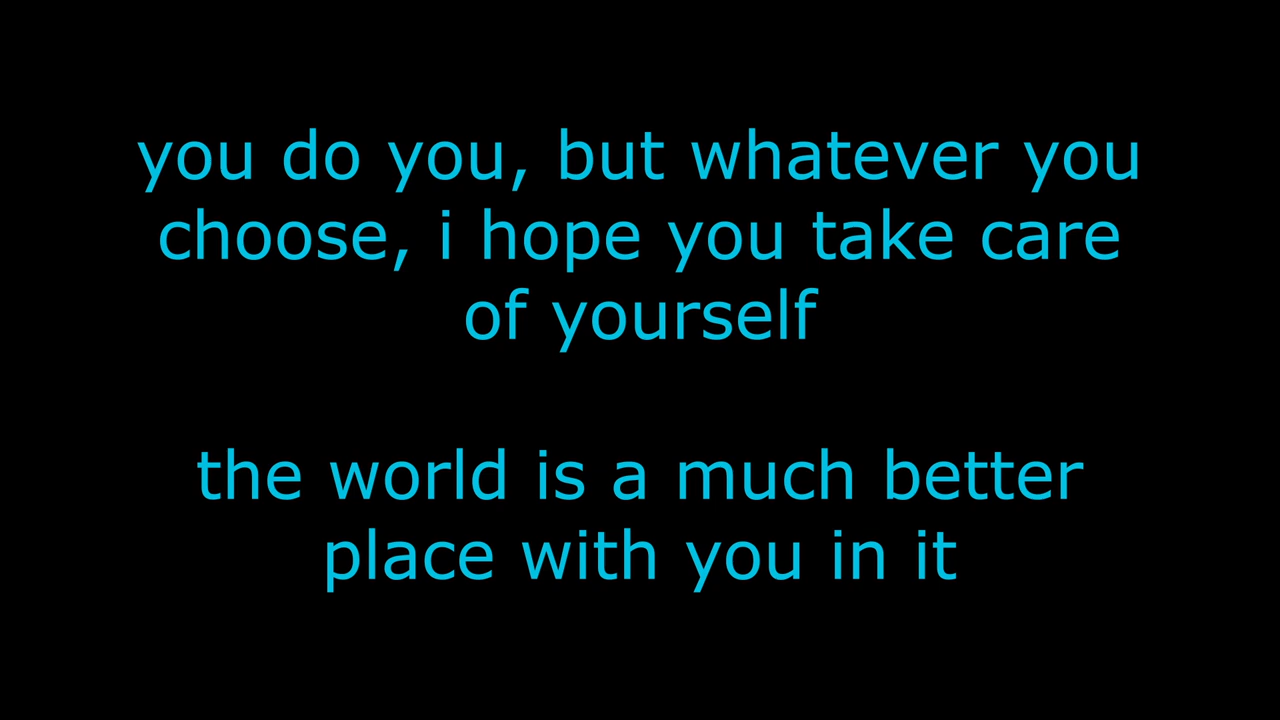 you do you, but whatever you
choose, i hope you take care
of yourself
the world is a much better
place with you in it